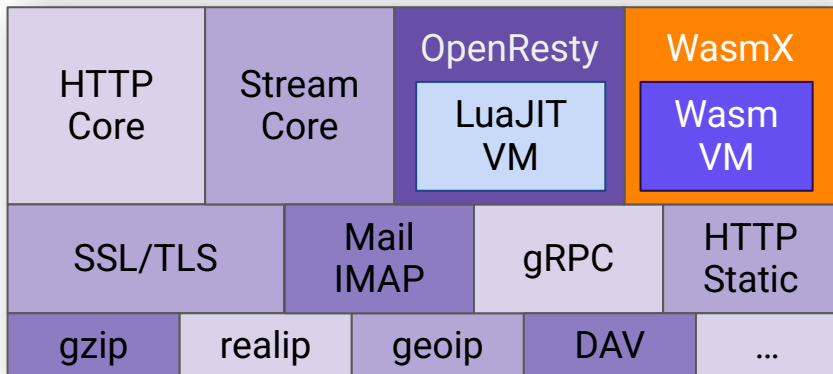 HTTP
Core
Stream
Core
OpenResty
LuaJIT
VM
WasmX
Wasm
VM
SSL/TLS
Mail
IMAP
gRPC
HTTP
Static
gzip
realip
geoip
DAV
...